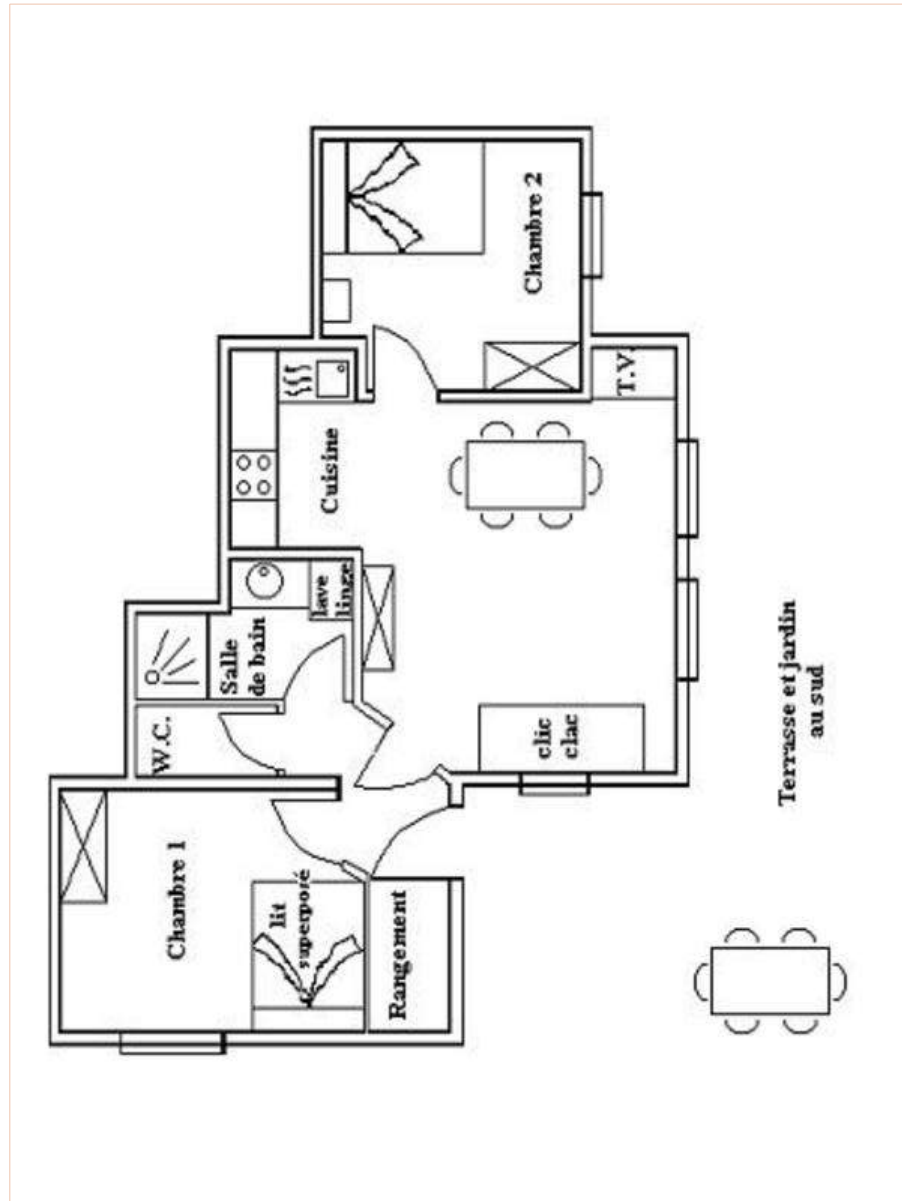 Chambre 1
lit
superporé
Rangement
W.C.
Salle
de bain
lave
linge
Cuisine
clic
clac
Chambre 2
T.V.
Terrasse et jardin
au sud